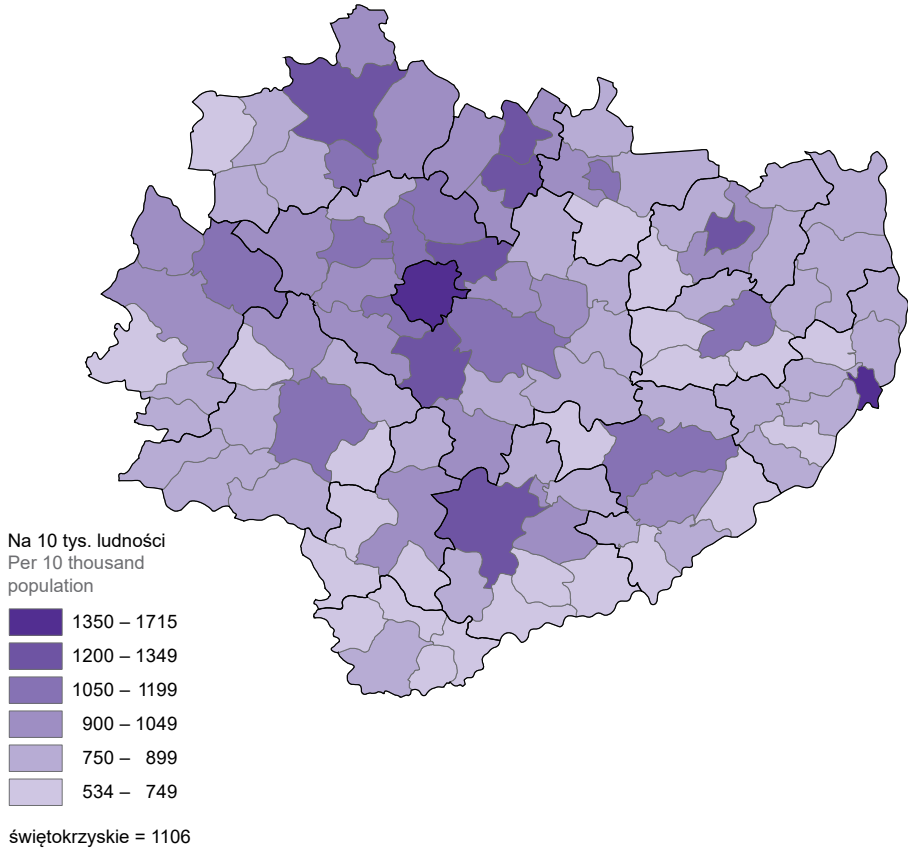 Na 10 tys. ludności
Per 10 thousand
population
1350 – 1715
1200 – 1349
1050 – 1199
900 – 1049
750 – 899
534 – 749
świętokrzyskie = 1106